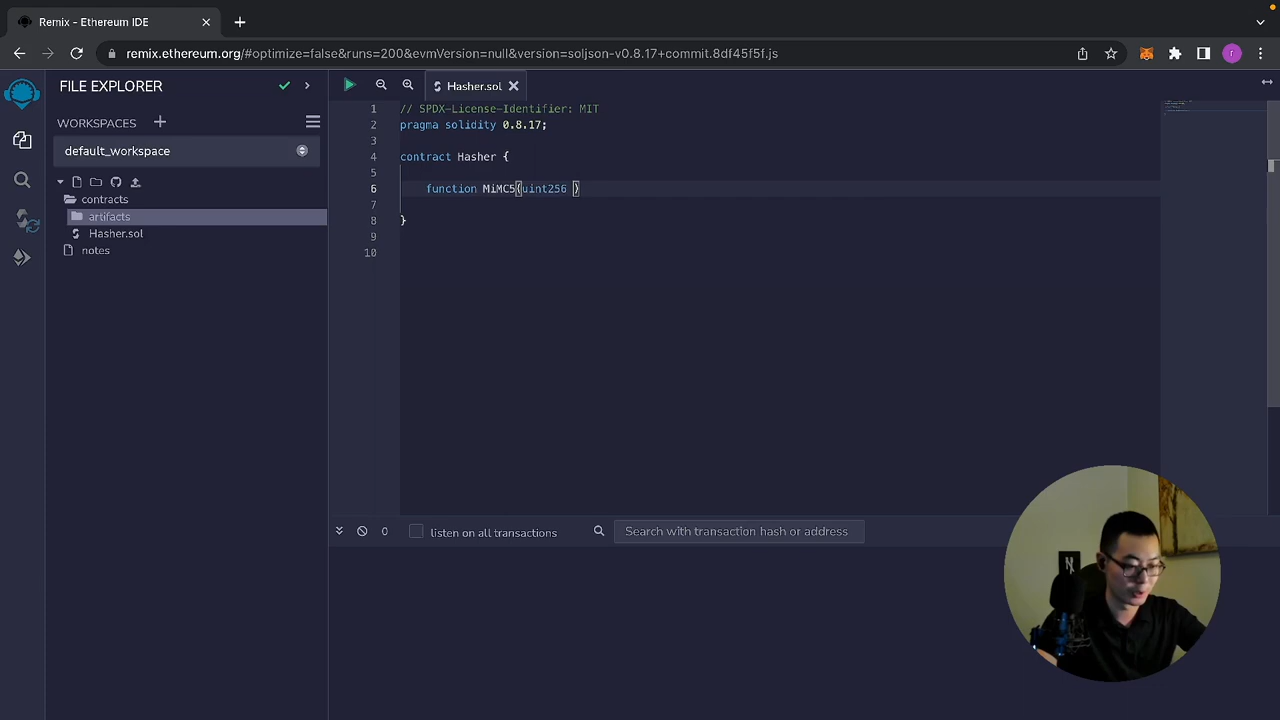 Remix - Ethereum IDE
remix.ethereum.org/#optimize=false&runs=200&evmVersion=null&version=soljson-v0.8.17+commit.8df45f5f.js
FILE EXPLORER
WORKSPACES
default_workspace
contracts
artifacts
Hasher.sol
notes
Hasher.sol
1 // SPDX-License-Identifier: MIT
2 pragma solidity 0.8.17;
3
4 contract Hasher {
5
6 function MiMC5(uint256 )
7
8 }
9
10
0
listen on all transactions
Search with transaction hash or address